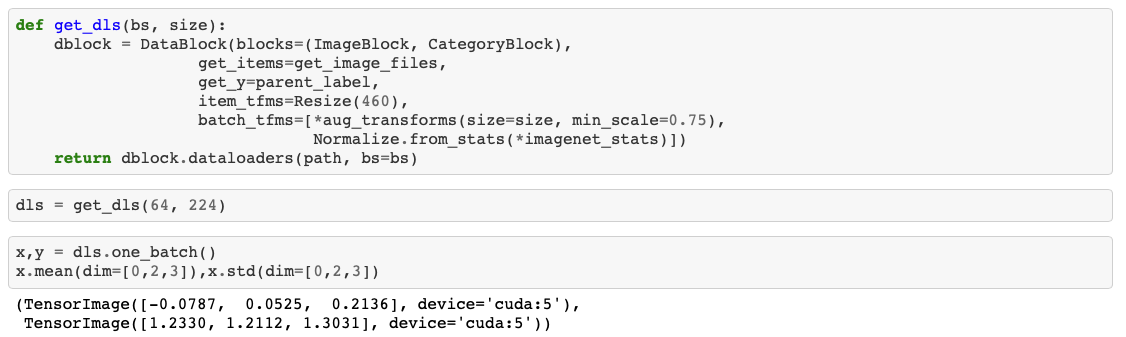 def get_dls(bs, size):
    dblock = DataBlock(blocks=(ImageBlock, CategoryBlock),
                   get_items=get_image_files,
                   get_y=parent_label,
                   item_tfms=Resize(460),
                   batch_tfms=[*aug_transforms(size=size, min_scale=0.75),
                               Normalize.from_stats(*imagenet_stats)])
    return dblock.dataloaders(path, bs=bs)
dls = get_dls(64, 224)
x,y = dls.one_batch()
x.mean(dim=[0,2,3]),x.std(dim=[0,2,3])
(TensorImage([-0.0787,  0.0525,  0.2136], device='cuda:5'),
 TensorImage([1.2330, 1.2112, 1.3031], device='cuda:5'))